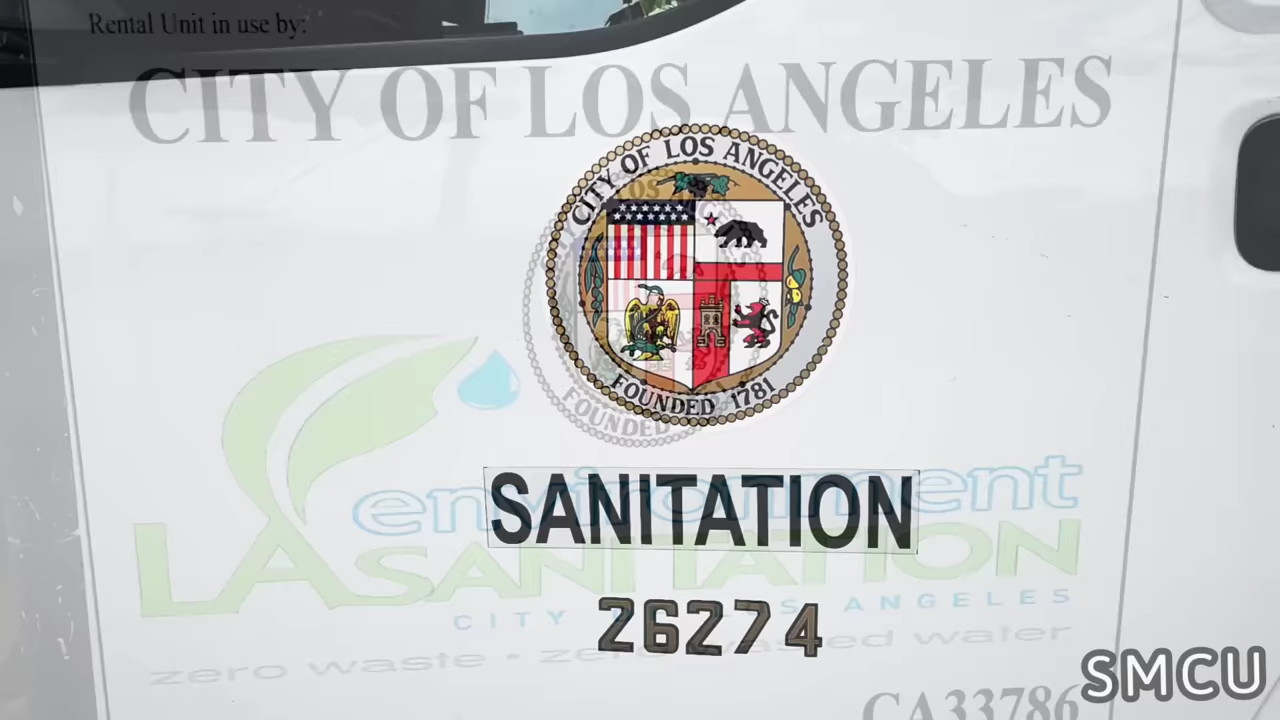 Rental Unit in use by:
CITY OF LOS ANGELES
CITY OF LOS ANGELES
FOUNDED 1781
FOUNDED
environment
LA SANITATION
SANITATION
CITY LOS ANGELES
26274
zero waste • zero wasted water
CA33786
SMCU